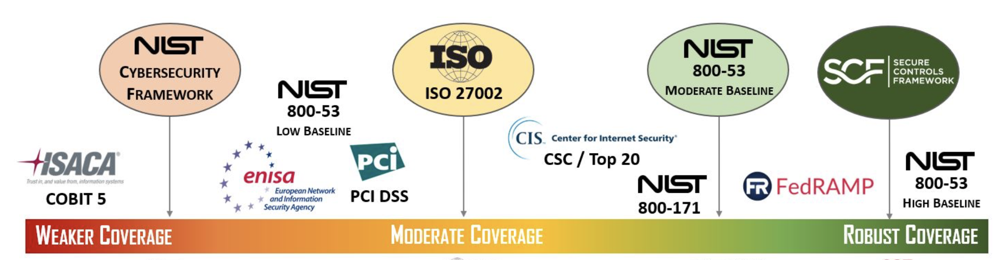 NIST
CYBERSECURITY
FRAMEWORK
NIST
800-53
LOW BASELINE
ISO
ISO 27002
NIST
800-53
MODERATE BASELINE
SCF
SECURE
CONTROLS
FRAMEWORK
ISACA®
Trust in, and value from, information systems
COBIT 5
enisa
European Network
and Information
Security Agency
PCi
PCI DSS
CIS™ Center for Internet Security®
CSC / Top 20
NIST
800-171
FR FedRAMP
NIST
800-53
HIGH BASELINE
WEAKER COVERAGE
MODERATE COVERAGE
ROBUST COVERAGE